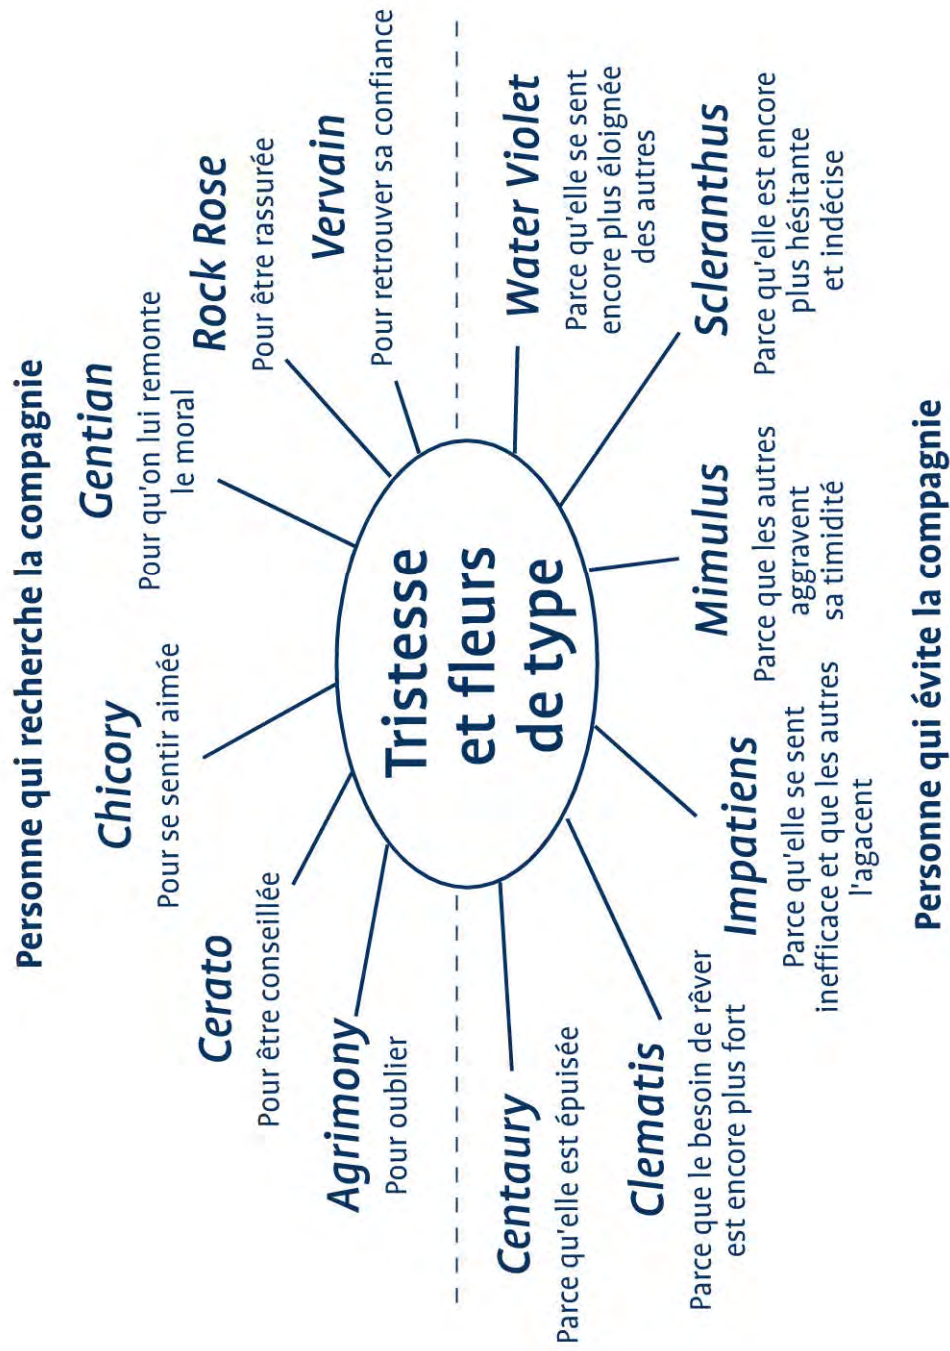 Personne qui recherche la compagnie
Agrimony
Pour oublier
Cerato
Pour être conseillée
Chicory
Pour se sentir aimée
Gentian
Pour qu'on lui remonte
le moral
Rock Rose
Pour être rassurée
Vervain
Pour retrouver sa confiance
Tristesse
et fleurs
de type
Centaury
Parce qu'elle est épuisée
Clematis
Parce que le besoin de rêver
est encore plus fort
Impatiens
Parce qu'elle se sent
inefficace et que les autres
l'agacent
Mimulus
Parce que les autres
aggravent
sa timidité
Scleranthus
Parce qu'elle est encore
plus hésitante
et indécise
Water Violet
Parce qu'elle se sent
encore plus éloignée
des autres
Personne qui évite la compagnie